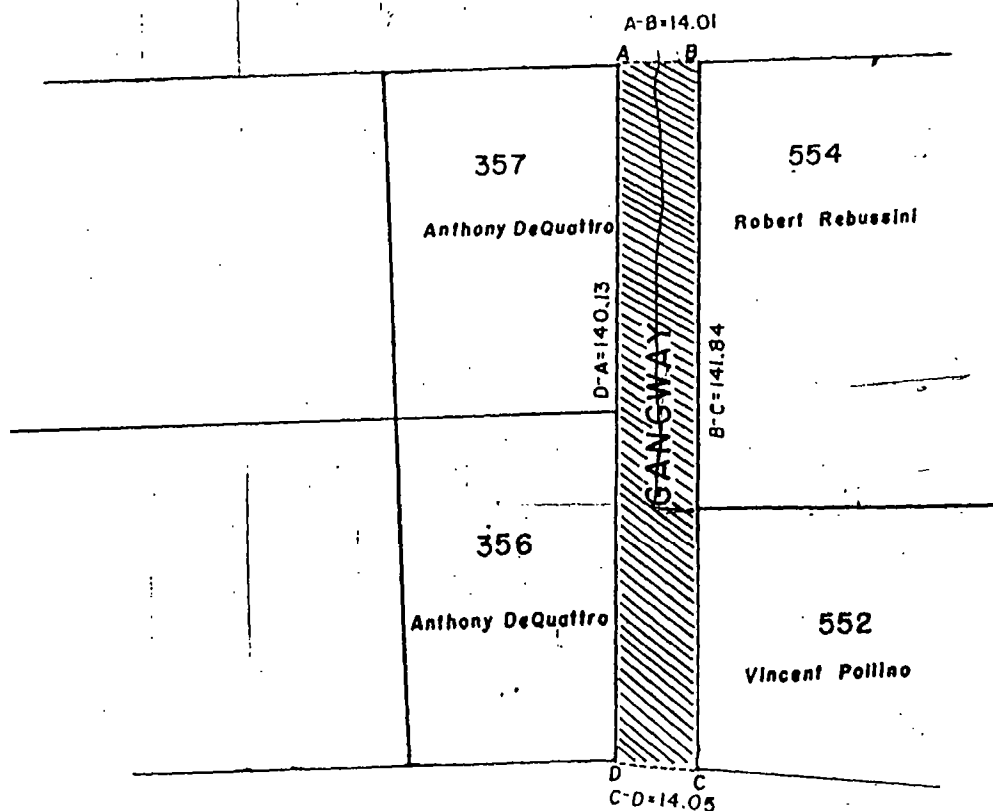 A-B=14.01
A B
357
554
Anthony DeQuattro
Robert Rebussini
D-A=140.13
B-C=141.84
GANGWAY
356
Anthony DeQuattro
552
Vincent Pollino
D C
C-D=14.05